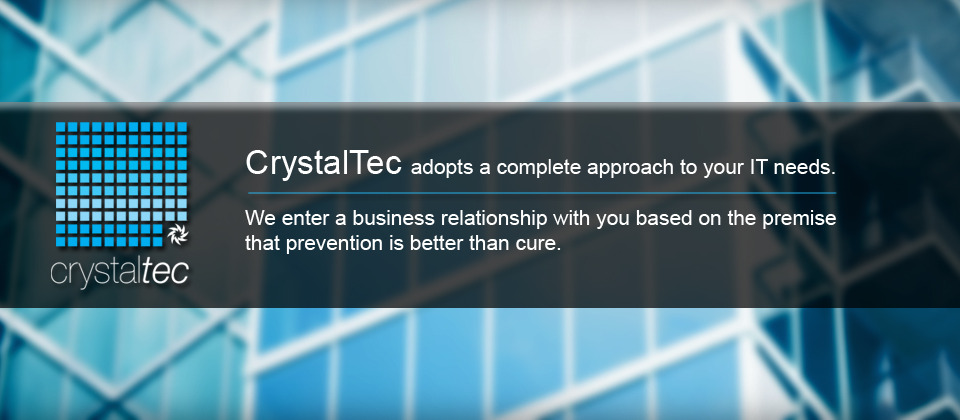 CrystalTec adopts a complete approach to your IT needs.
We enter a business relationship with you based on the premise
that prevention is better than cure.
crystaltec